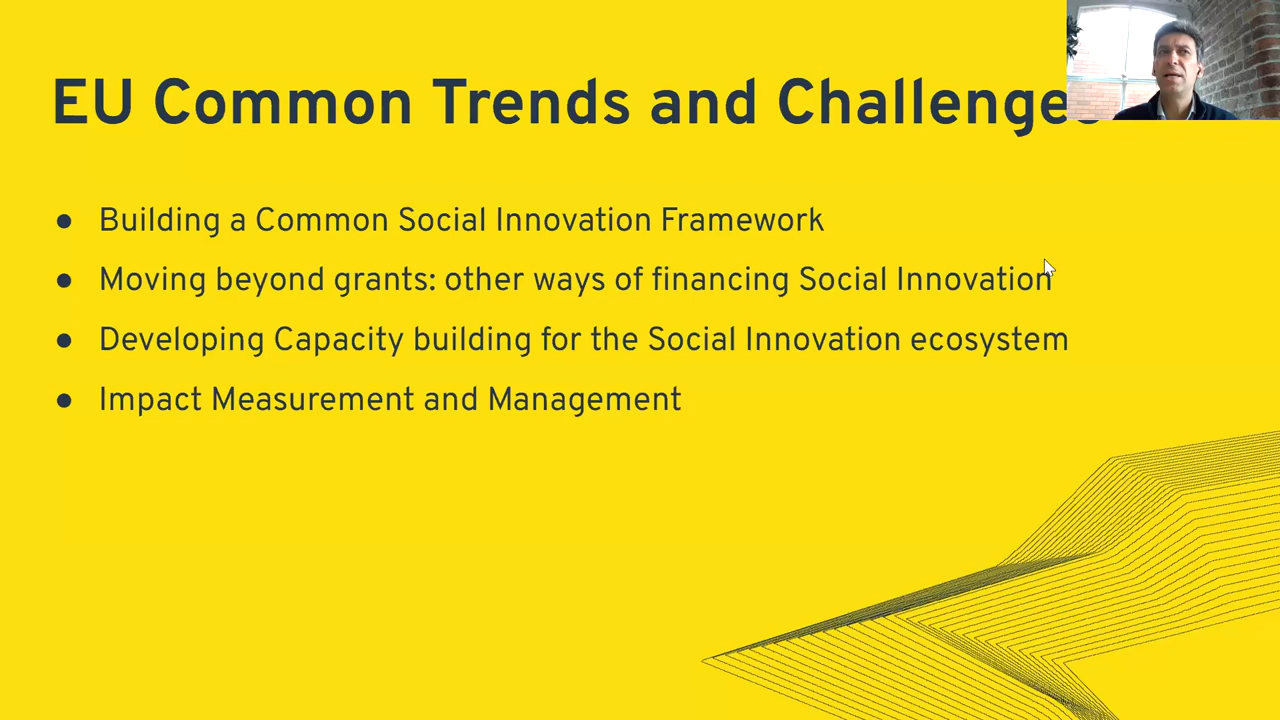 EU Common Trends and Challenges
● Building a Common Social Innovation Framework
● Moving beyond grants: other ways of financing Social Innovation
● Developing Capacity building for the Social Innovation ecosystem
● Impact Measurement and Management